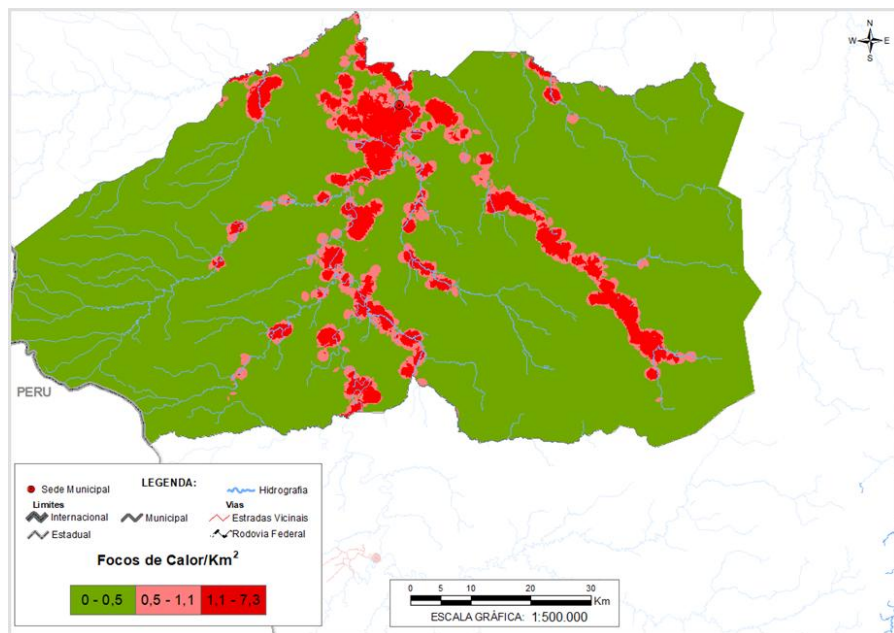 N
W E
S
PERU
LEGENDA:
Sede Municipal
Hidrografia
Limites
Vias
Internacional
Municipal
Estradas Vicinais
Estadual
Rodovia Federal
Focos de Calor/Km²
0 - 0,5
0,5 - 1,1
1,1 - 7,3
0 5 10 20 30
Km
ESCALA GRÁFICA: 1:500.000